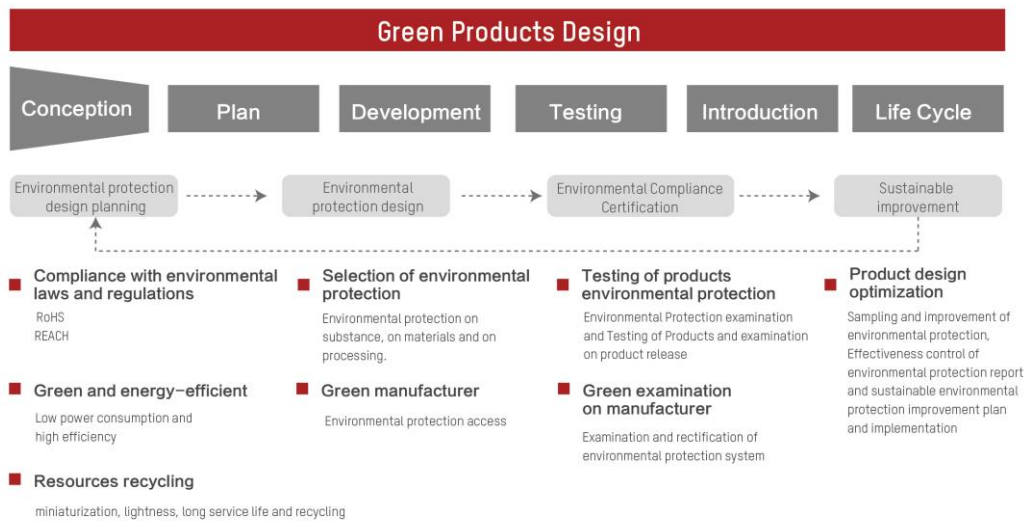 Green Products Design
Conception
Plan
Development
Testing
Introduction
Life Cycle
Environmental protection
design planning
Environmental
protection design
Environmental Compliance
Certification
Sustainable
improvement
Compliance with environmental
laws and regulations
RoHS
REACH
Green and energy-efficient
Low power consumption and
high efficiency
Resources recycling
miniaturization, lightness, long service life and recycling
Selection of environmental
protection
Environmental protection on
substance, on materials and on
processing.
Green manufacturer
Environmental protection access
Testing of products
environmental protection
Environmental Protection examination
and Testing of Products and examination
on product release
Green examination
on manufacturer
Examination and rectification of
environmental protection system
Product design
optimization
Sampling and improvement of
environmental protection,
Effectiveness control of
environmental protection report
and sustainable environmental
protection improvement plan
and implementation